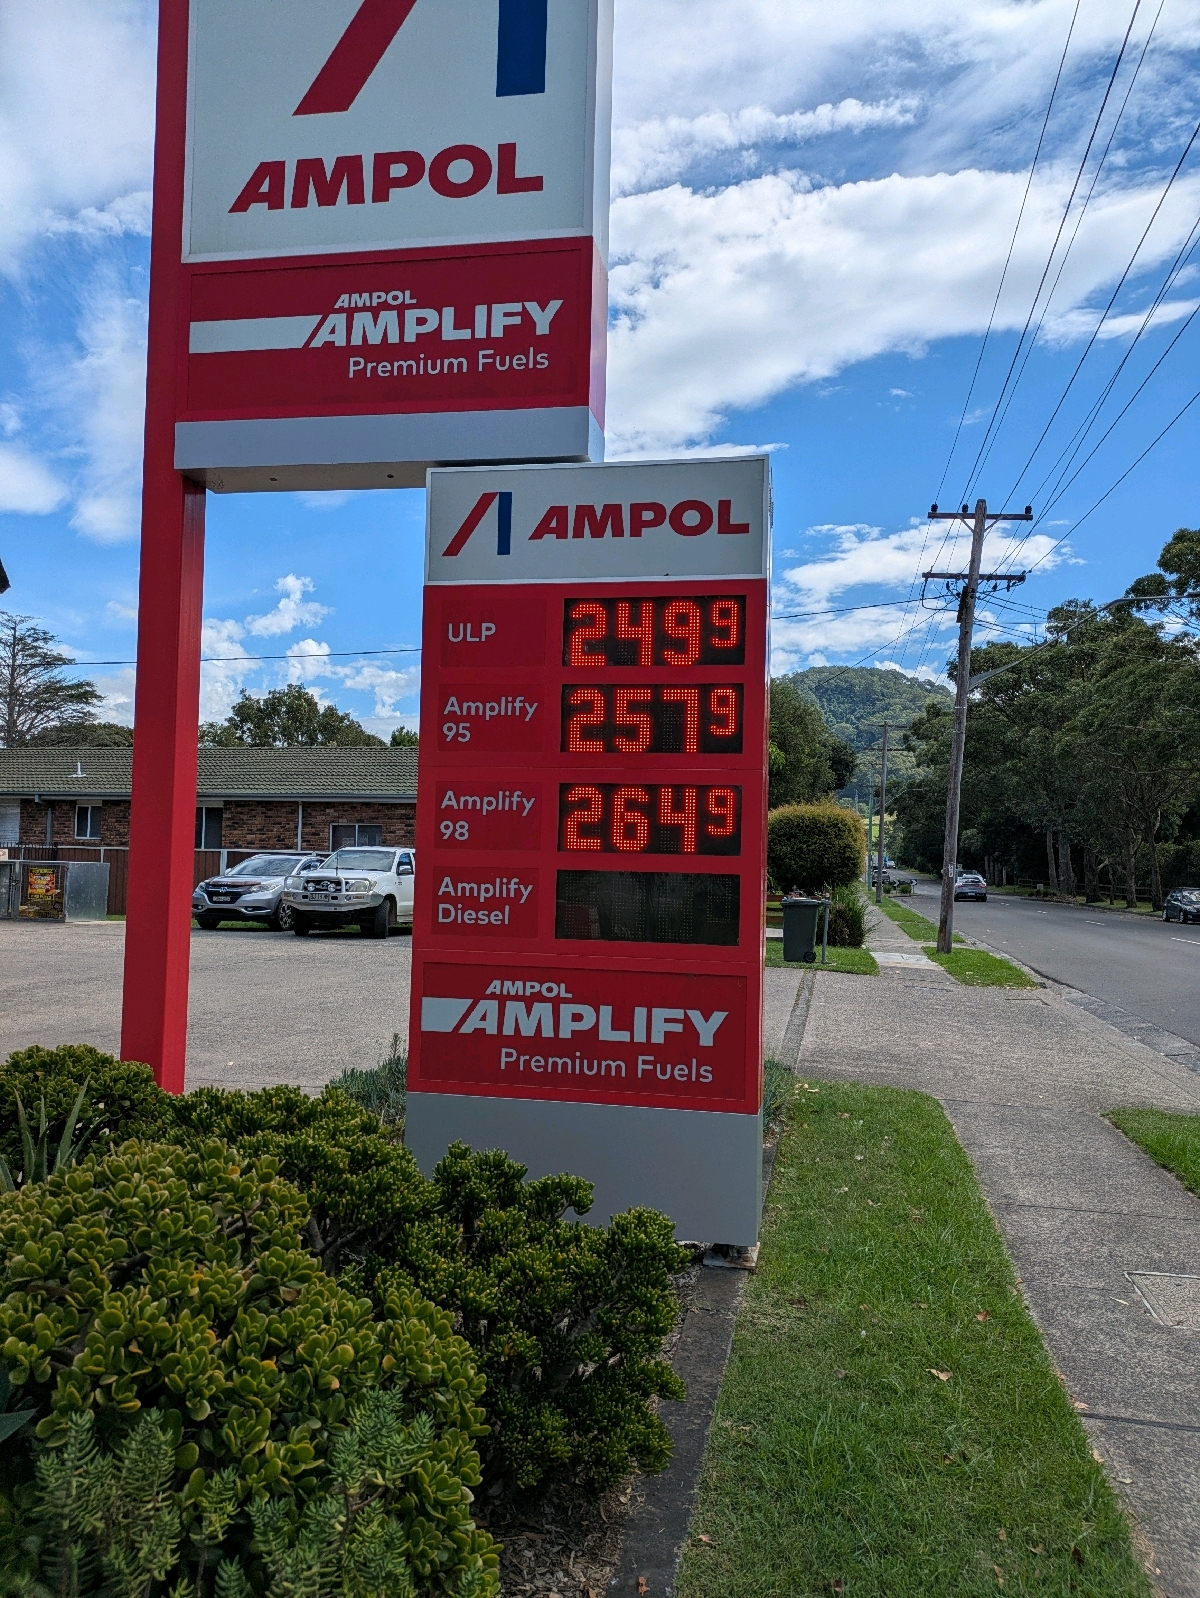 AMPOL
AMPOL
AMPLIFY
Premium Fuels
AMPOL
ULP 2499
Amplify
95 2579
Amplify
98 2649
Amplify
Diesel
AMPOL
AMPLIFY
Premium Fuels